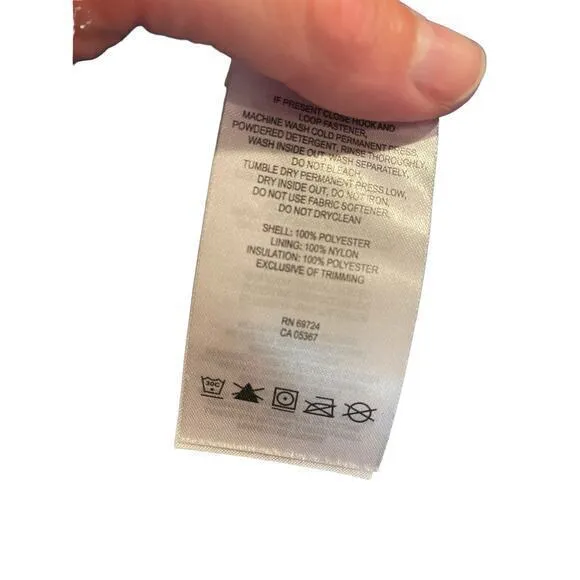 IF PRESENT CLOSE HOOK AND
LOOP FASTENER,
MACHINE WASH COLD PERMANENT PRESS,
POWDERED DETERGENT, RINSE THOROUGHLY,
WASH INSIDE OUT, WASH SEPARATELY,
DO NOT BLEACH,
TUMBLE DRY PERMANENT PRESS LOW,
DRY INSIDE OUT, DO NOT IRON,
DO NOT USE FABRIC SOFTENER,
DO NOT DRYCLEAN
SHELL: 100% POLYESTER
LINING: 100% NYLON
INSULATION: 100% POLYESTER
EXCLUSIVE OF TRIMMING
RN 69724
CA 05367
30C